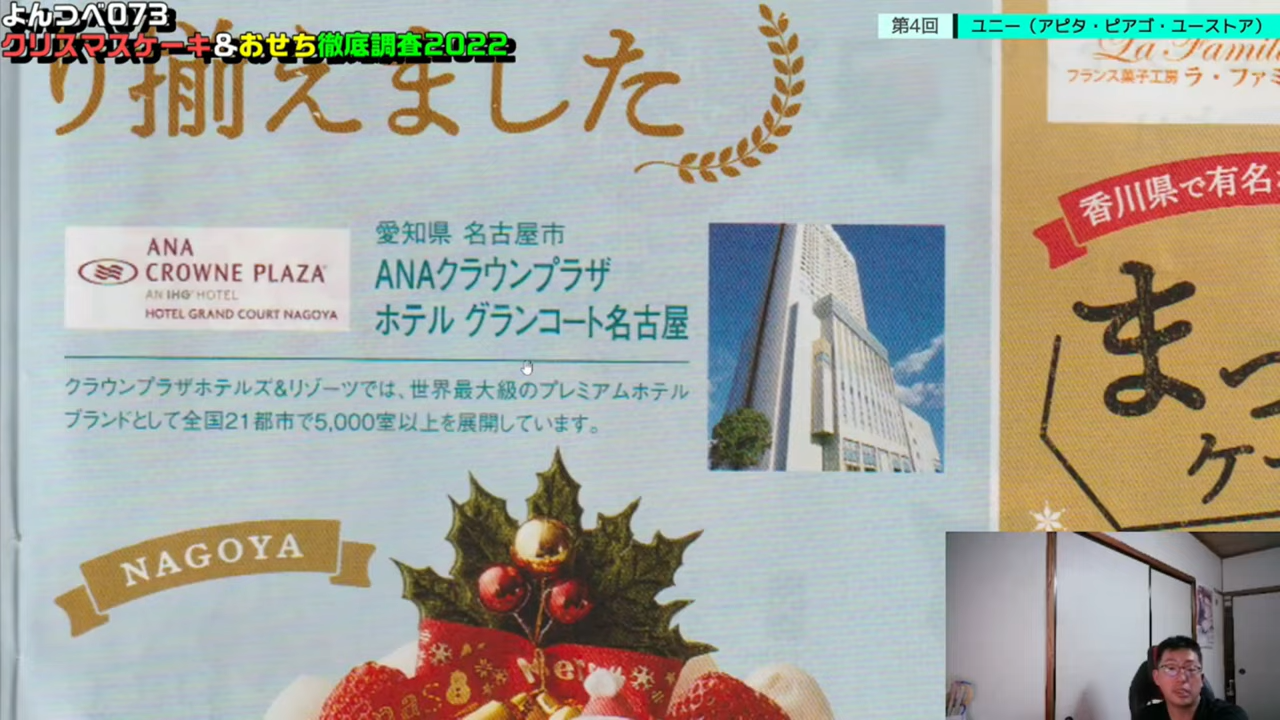 よんつべ073
クリスマスケーキ&おせち徹底調査2022
第4回
ユニー（アピタ・ピアゴ・ユーストア）
り揃えました
フランス菓子工房 ラ・ファミ
香川県で有名
ANA
CROWNE PLAZA
AN IHG HOTEL
HOTEL GRAND COURT NAGOYA
愛知県 名古屋市
ANAクラウンプラザ
ホテル グランコート名古屋
クラウンプラザホテルズ&リゾーツでは、世界最大級のプレミアムホテル
ブランドとして全国21都市で5,000室以上を展開しています。
まっ
ケー
NAGOYA
Mer
mas